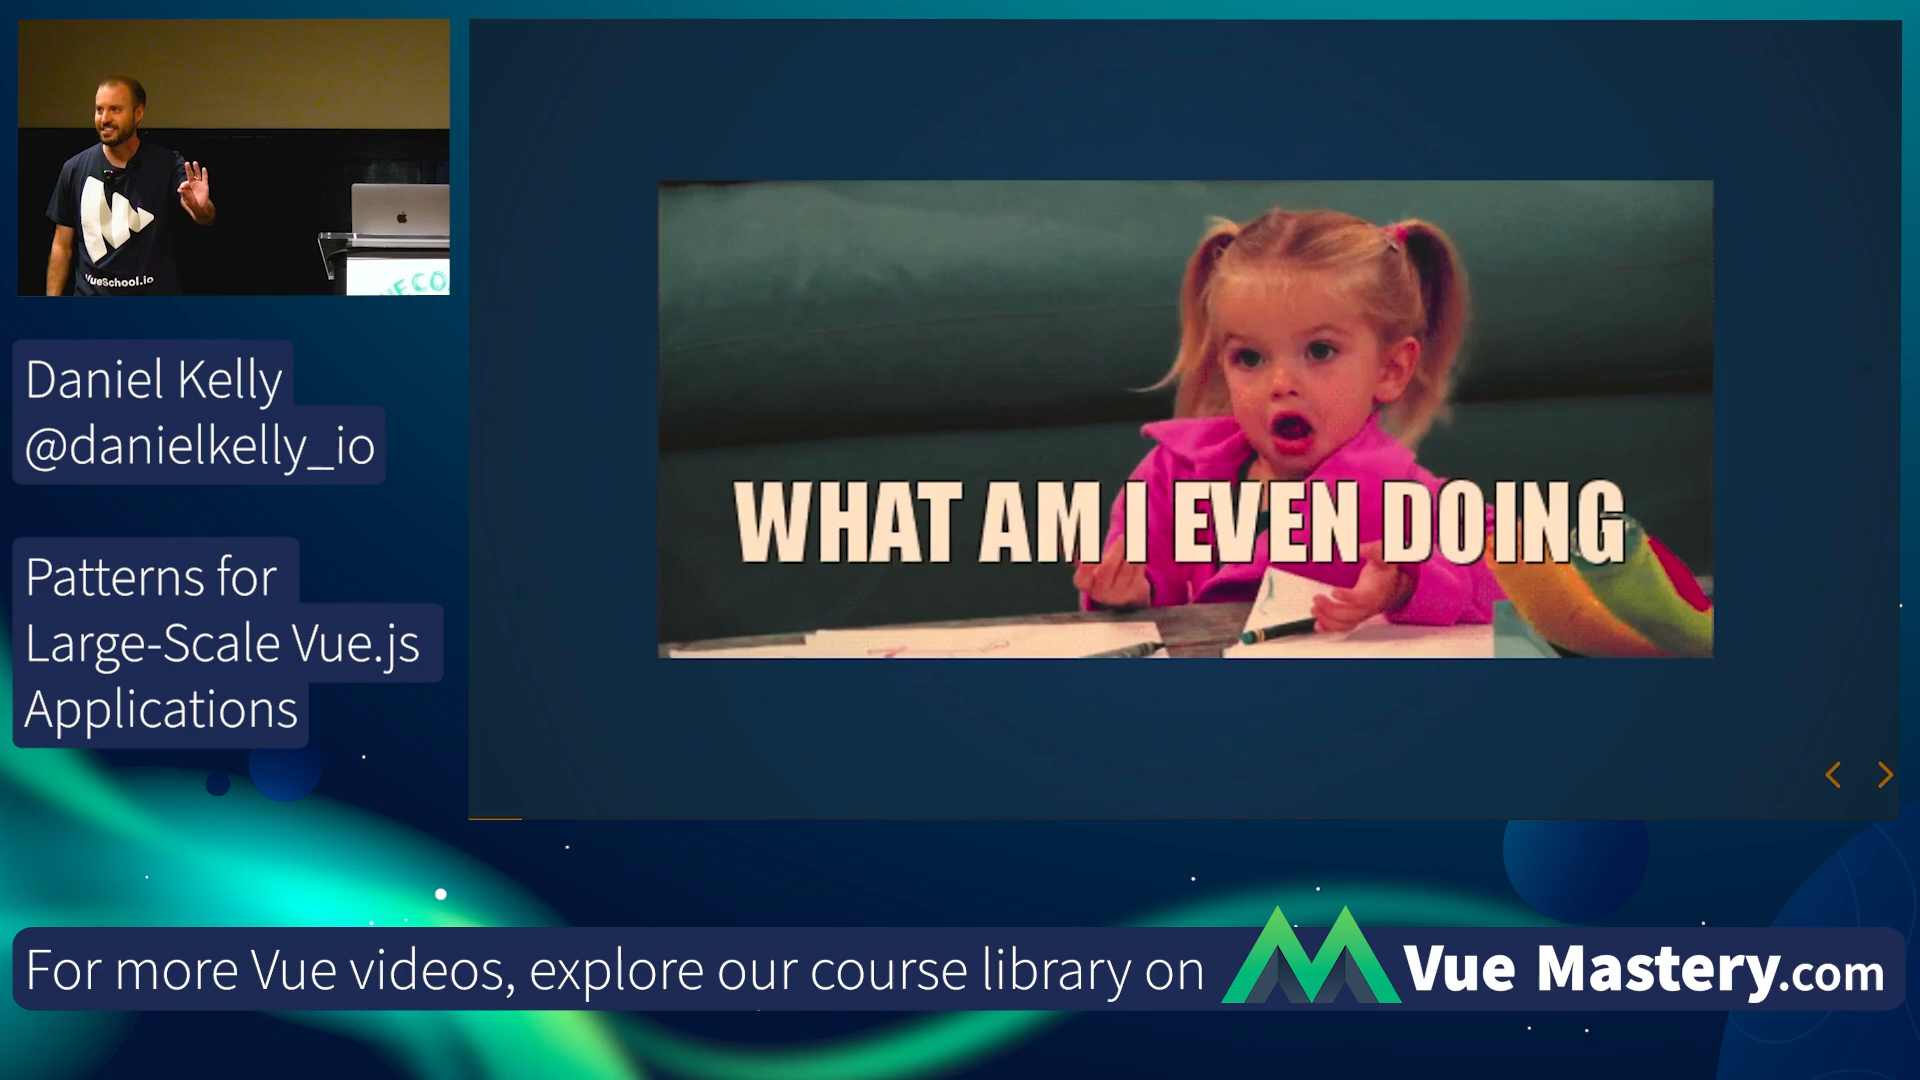 VueSchool.io
Daniel Kelly
@danielkelly_io
Patterns for
Large-Scale Vue.js
Applications
WHAT AM I EVEN DOING
For more Vue videos, explore our course library on Vue Mastery.com